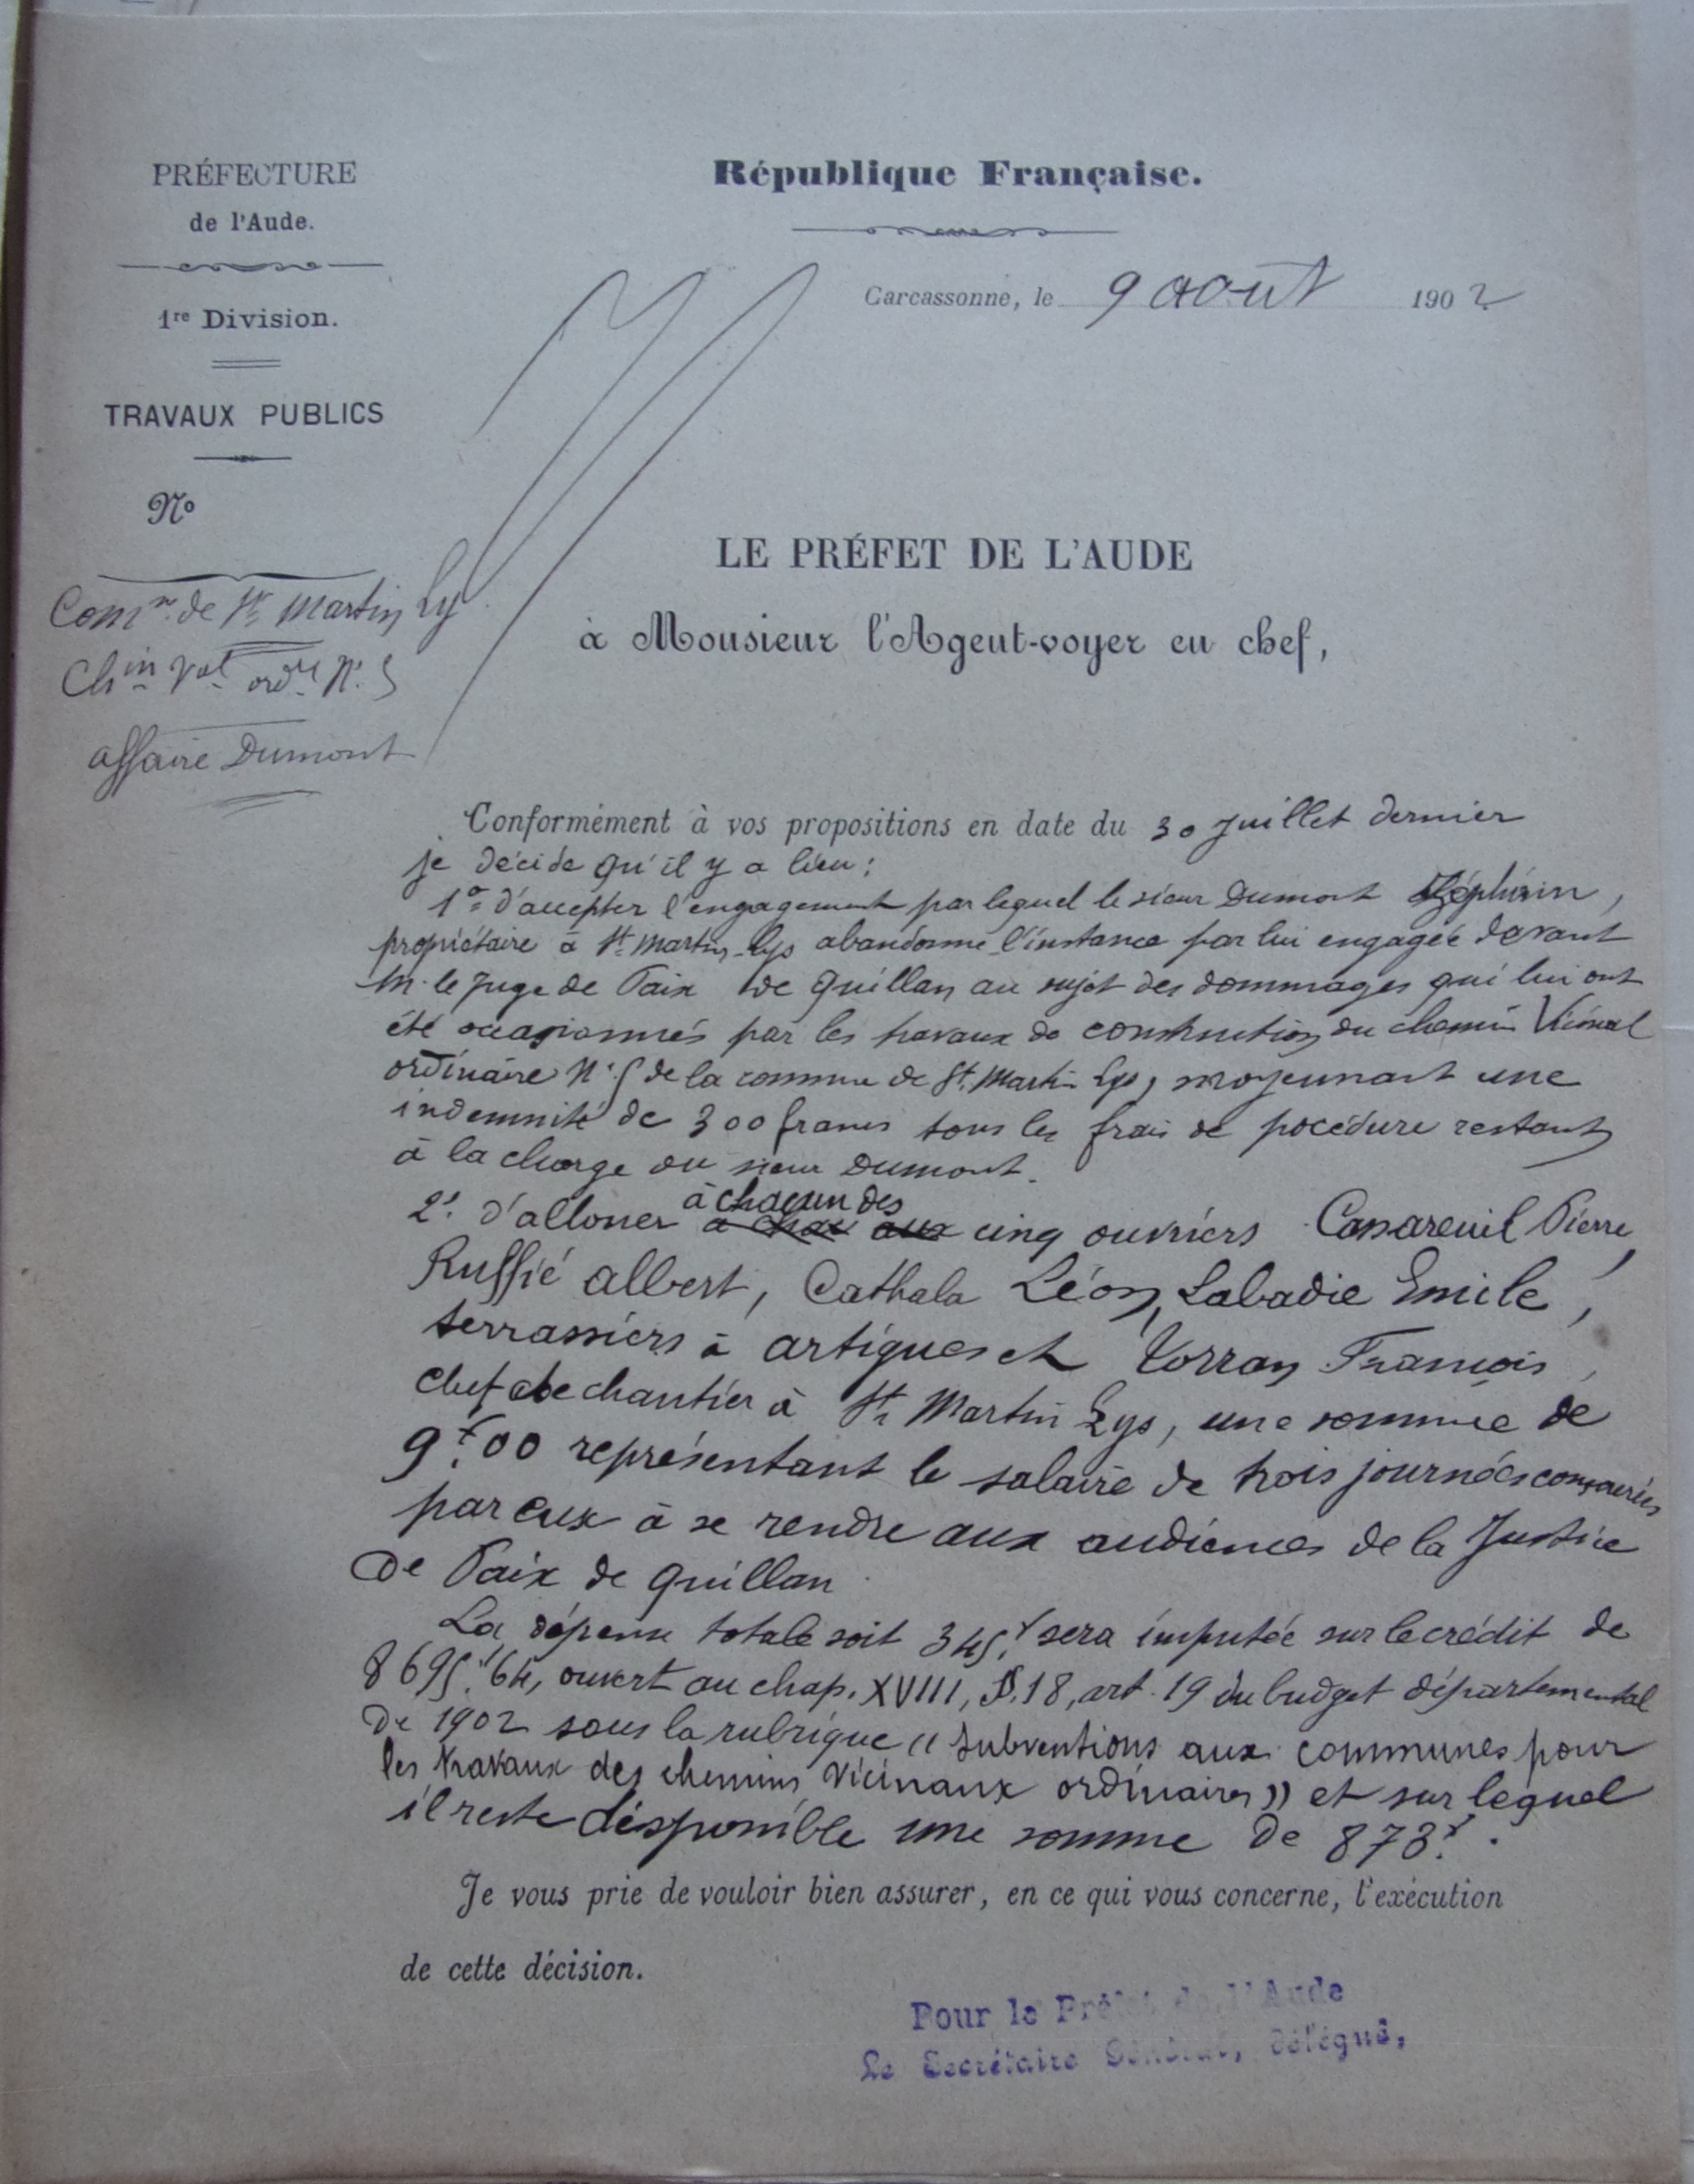 PRÉFECTURE
de l'Aude.
1re Division.
TRAVAUX PUBLICS
No
Comne de St Martin Lys
Chin val ordre No 5
affaire Dumont
République Française.
Carcassonne, le 9 aout 1902
LE PRÉFET DE L'AUDE
à Monsieur l'Agent-voyer en chef,
Conformément à vos propositions en date du 30 juillet dernier
je décide qu'il y a lieu :
1o d'accepter l'engagement par lequel le sieur Dumont Zéphirin,
propriétaire à St Martin-Lys abandonne l'instance par lui engagée devant
M. le juge de Paix de Quillan au sujet des dommages qui lui ont
été occasionnés par les travaux de construction du chemin Vicinal
ordinaire No 5 de la commune de St. Martin Lys, moyennant une
indemnité de 300 francs tous les frais de pocédure restant
à la charge du sieur Dumont.
2o d'allouer à chacun des cinq ouvriers Casareuil Pierre,
Ruffié albert, Cathala Léon, Labadie Emile,
terrassiers à artigues et Torran François,
chef de chantier à St Martin Lys, une somme de
9f.00 représentant le salaire de trois journées consacrées
par eux à se rendre aux audiences de la Justice
de Paix de Quillan.
La dépense totale soit 345f. sera imputée sur le crédit de
8695f.64, ouvert au chap. XVIII, §.18, art. 19 du budget départemental
de 1902 sous la rubrique « Subventions aux communes pour
les travaux des chemins vicinaux ordinaires » et sur lequel
il reste disponible une somme de 878f.
Je vous prie de vouloir bien assurer, en ce qui vous concerne, l'exécution
de cette décision.
Pour le Préfet de l'Aude
Le Secrétaire Général, délégué,